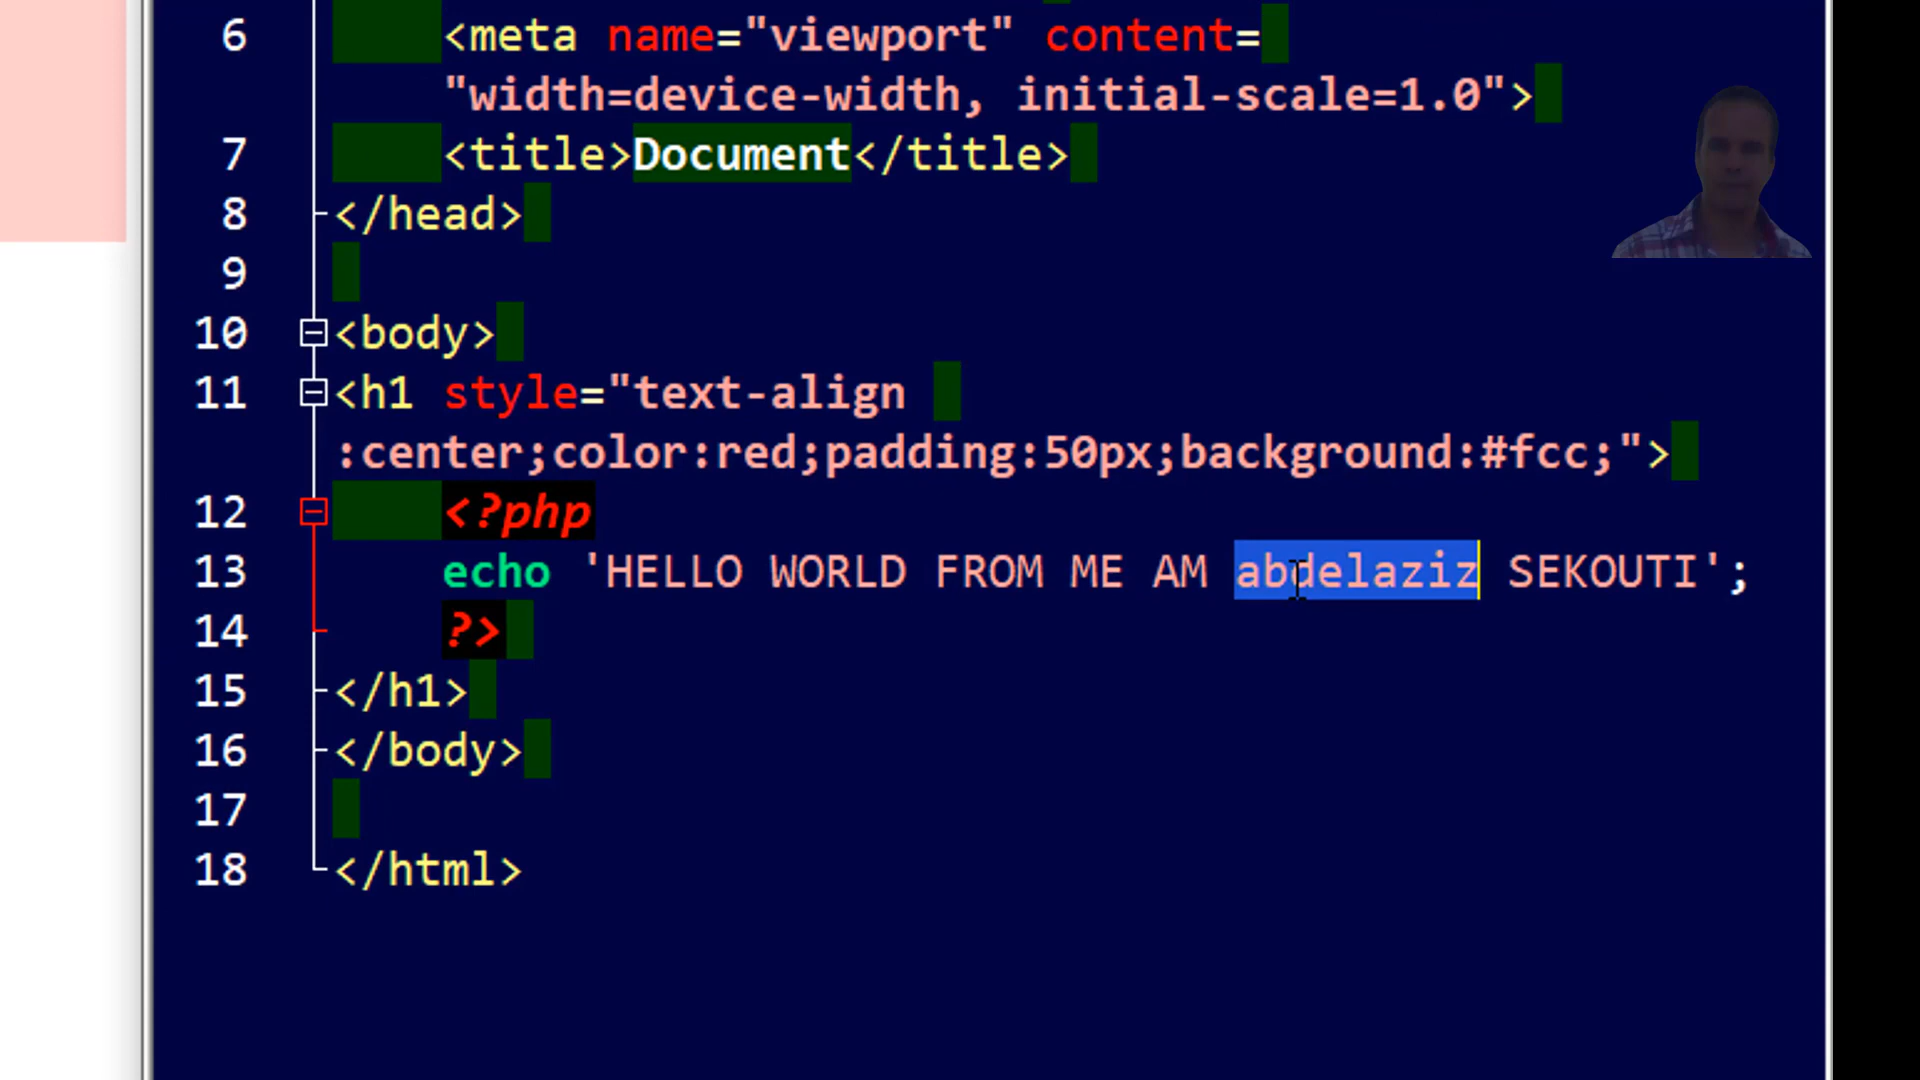 6 <meta name="viewport" content=
"width=device-width, initial-scale=1.0">
7 <title>Document</title>
8 </head>
9
10 <body>
11 <h1 style="text-align
:center;color:red;padding:50px;background:#fcc;">
12 <?php
13 echo 'HELLO WORLD FROM ME AM abdelaziz SEKOUTI';
14 ?>
15 </h1>
16 </body>
17
18 </html>